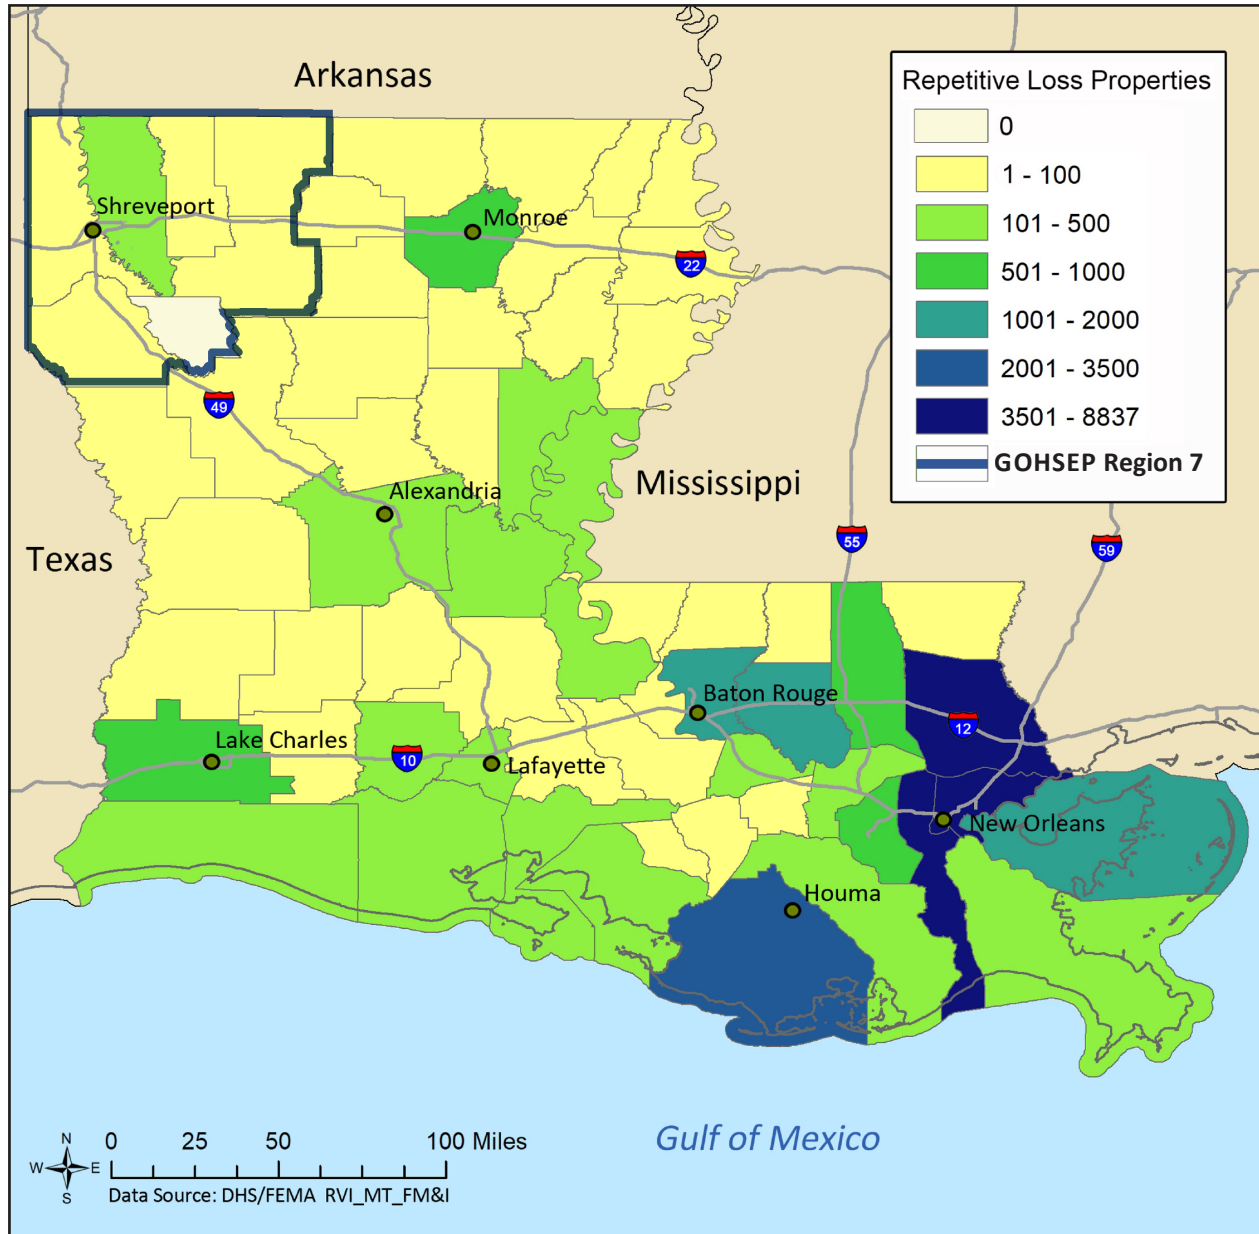 Arkansas
Repetitive Loss Properties
0
1 - 100
101 - 500
501 - 1000
1001 - 2000
2001 - 3500
3501 - 8837
GOHSEP Region 7
Shreveport
Monroe
22
49
Alexandria
Mississippi
Texas
55
59
Baton Rouge
12
Lake Charles
10
Lafayette
New Orleans
Houma
Gulf of Mexico
N
W E
S
0 25 50 100 Miles
Data Source: DHS/FEMA RVI_MT_FM&I